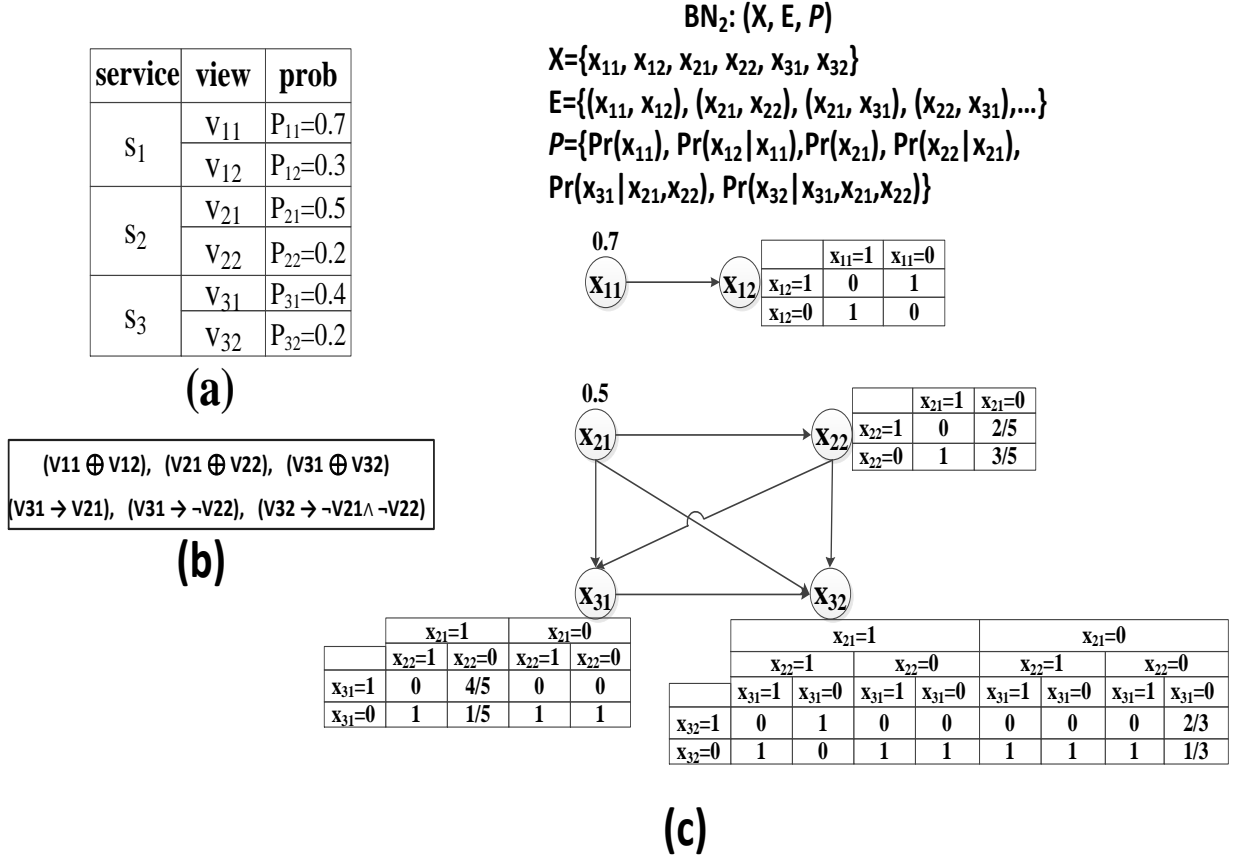 service view prob
s1 v11 P11=0.7
v12 P12=0.3
s2 v21 P21=0.5
v22 P22=0.2
s3 v31 P31=0.4
v32 P32=0.2
(a)
(V11 ⊕ V12), (V21 ⊕ V22), (V31 ⊕ V32)
(V31 → V21), (V31 → ¬V22), (V32 → ¬V21∧ ¬V22)
(b)
BN2: (X, E, P)
X={x11, x12, x21, x22, x31, x32}
E={(x11, x12), (x21, x22), (x21, x31), (x22, x31),...}
P={Pr(x11), Pr(x12|x11),Pr(x21), Pr(x22|x21),
Pr(x31|x21,x22), Pr(x32|x31,x21,x22)}
0.7
x11 x12
x11=1 x11=0
x12=1 0 1
x12=0 1 0
0.5
x21 x22
x21=1 x21=0
x22=1 0 2/5
x22=0 1 3/5
x31 x32
x21=1 x21=0
x22=1 x22=0 x22=1 x22=0
x31=1 0 4/5 0 0
x31=0 1 1/5 1 1
x21=1 x21=0
x22=1 x22=0 x22=1 x22=0
x31=1 x31=0 x31=1 x31=0 x31=1 x31=0 x31=1 x31=0
x32=1 0 1 0 0 0 0 0 2/3
x32=0 1 0 1 1 1 1 1 1/3
(c)